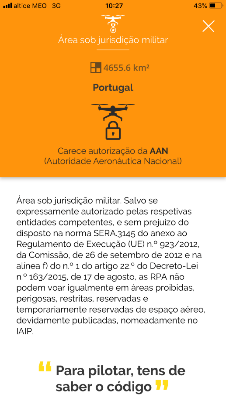 altice MEO 3G 10:27 43%
Área sob jurisdição militar
4655.6 km²
Portugal
Carece autorização da AAN
(Autoridade Aeronáutica Nacional)
Área sob jurisdição militar. Salvo se
expressamente autorizado pelas respetivas
entidades competentes, e sem prejuízo do
disposto na norma SERA.3145 do anexo ao
Regulamento de Execução (UE) n.º 923/2012,
da Comissão, de 26 de setembro de 2012 e na
alínea f) do n.º 1 do artigo 22.º do Decreto-Lei
n.º 163/2015, de 17 de agosto, as RPA não
podem voar igualmente em áreas proibidas,
perigosas, restritas, reservadas e
temporariamente reservadas de espaço aéreo,
devidamente publicadas, nomeadamente no
IAIP.
“ Para pilotar, tens de
saber o código ”